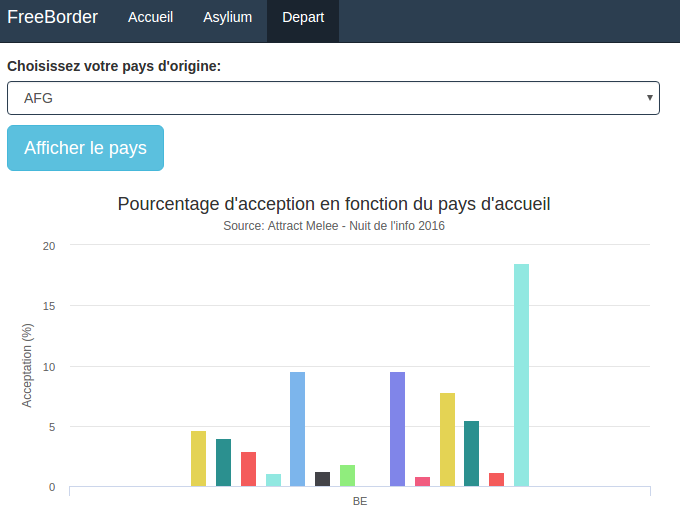 FreeBorder Accueil Asylium Depart
Choisissez votre pays d'origine:
AFG
Afficher le pays
Pourcentage d'acception en fonction du pays d'accueil
Source: Attract Melee - Nuit de l'info 2016
Acceptation (%)
20
15
10
5
0
BE